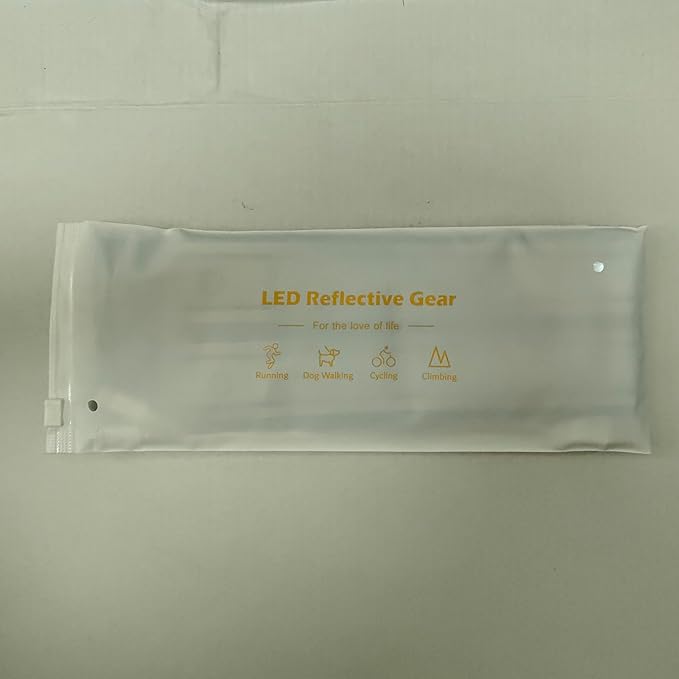 LED Reflective Gear
For the love of life
Running Dog Walking Cycling Climbing